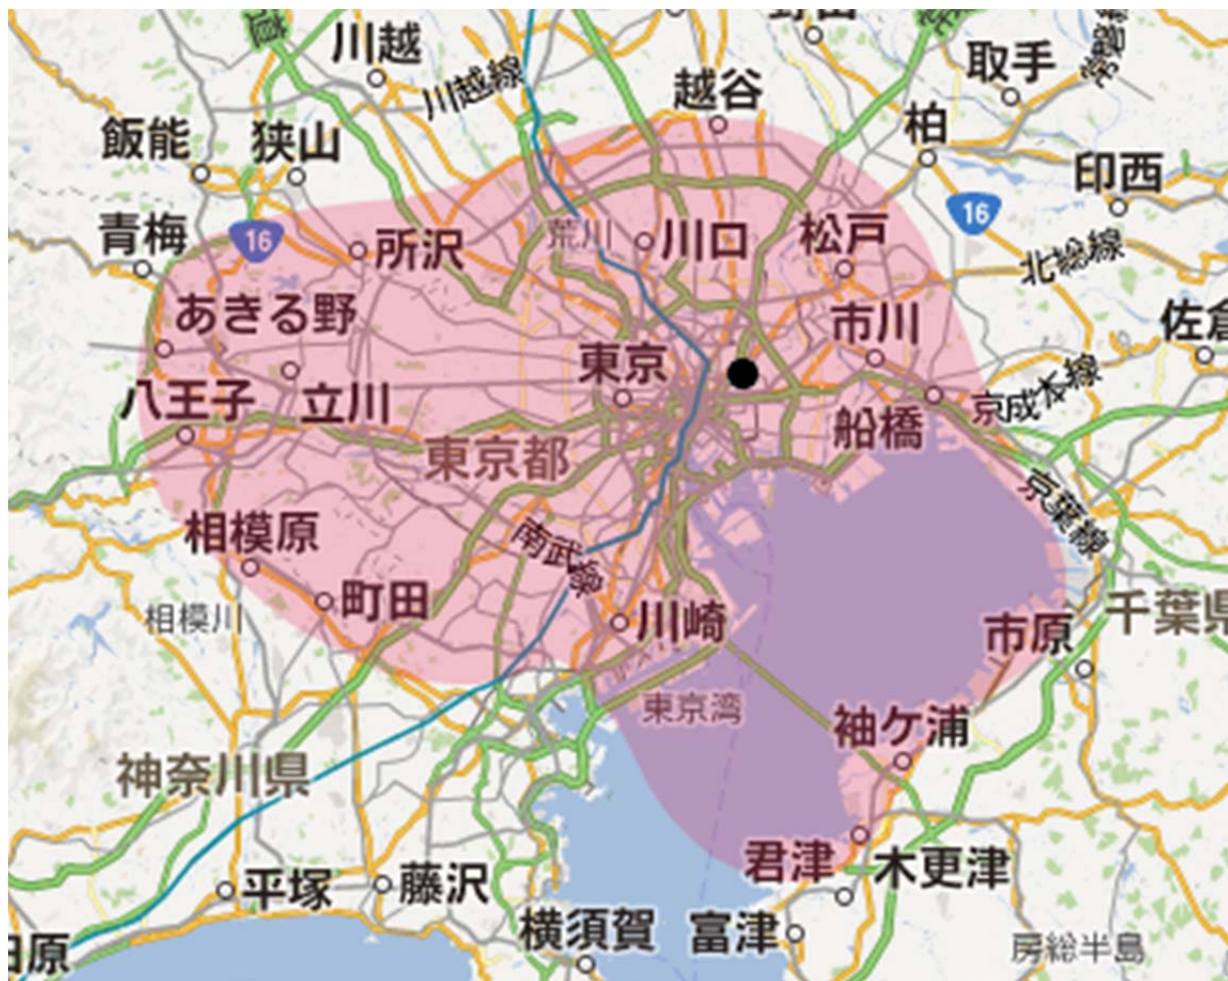 道
川越
川越線
越谷
野田
取手
常磐線
飯能
狭山
柏
印西
16
青梅
16
所沢
荒川
川口
松戸
北総線
あきる野
東京
市川
佐倉
八王子
立川
東京都
船橋
京成本線
京葉線
相模原
南武線
町田
相模川
川崎
市原
千葉県
東京湾
袖ケ浦
神奈川県
君津
木更津
平塚
藤沢
横須賀
富津
房総半島